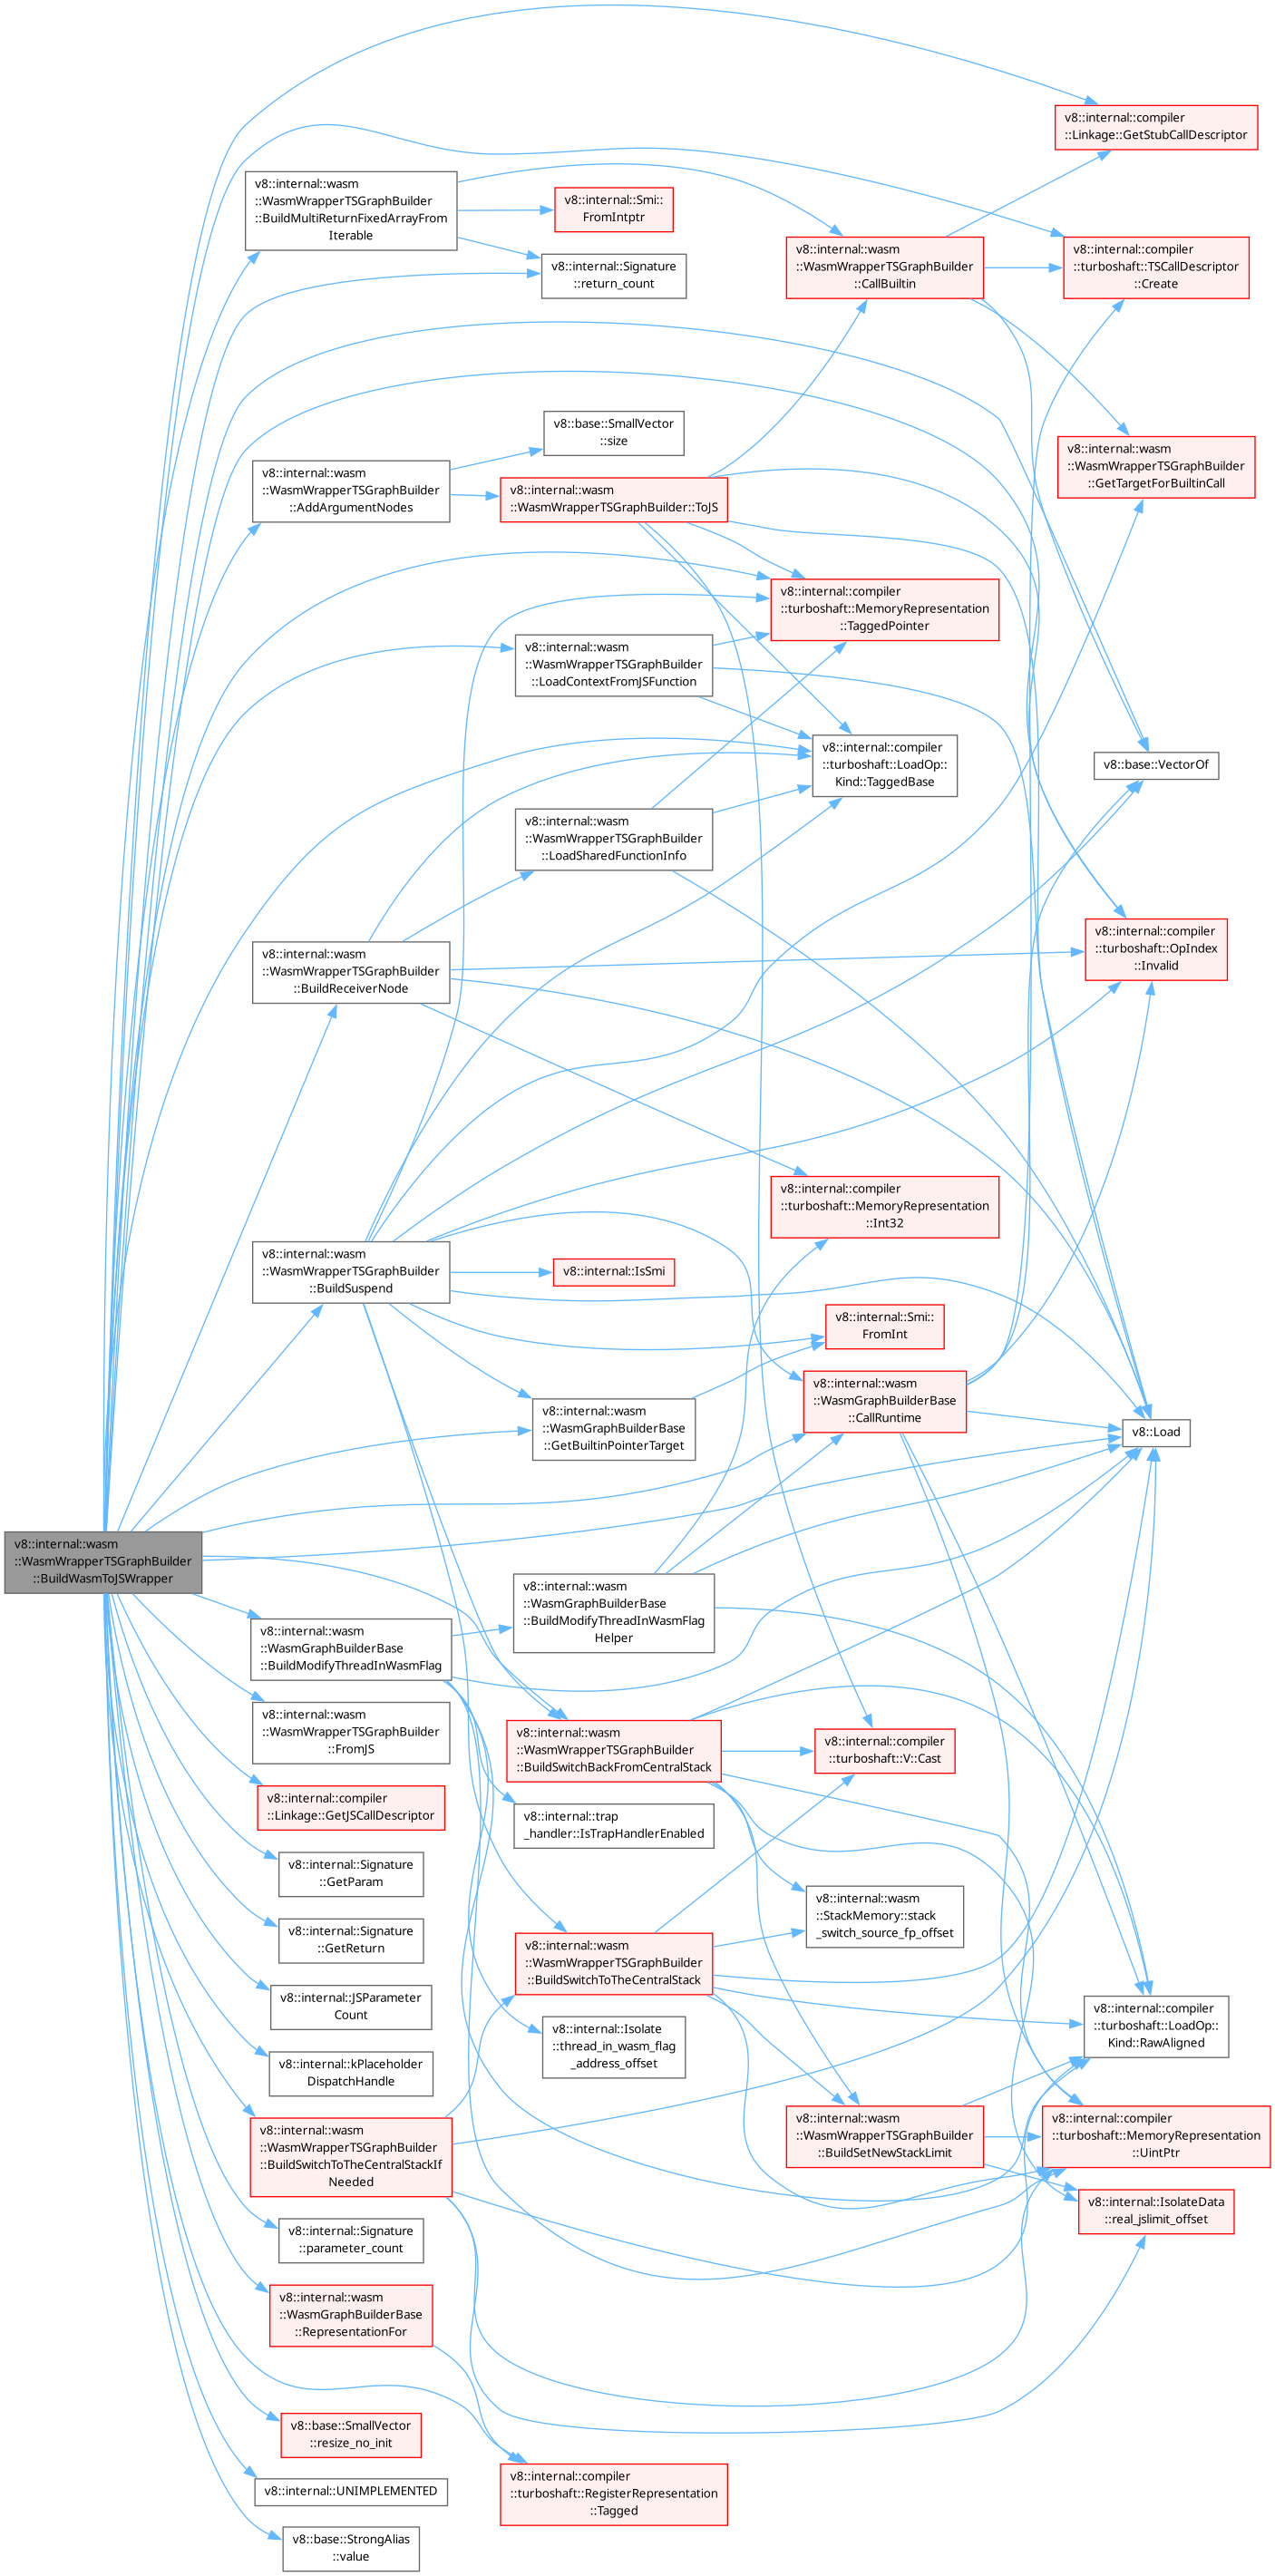 v8::internal::compiler
::Linkage::GetStubCallDescriptor
v8::internal::wasm
::WasmWrapperTSGraphBuilder
::BuildMultiReturnFixedArrayFrom
Iterable
v8::internal::Smi::
FromIntptr
v8::internal::Signature
::return_count
v8::internal::wasm
::WasmWrapperTSGraphBuilder
::CallBuiltin
v8::internal::compiler
::turboshaft::TSCallDescriptor
::Create
v8::base::SmallVector
::size
v8::internal::wasm
::WasmWrapperTSGraphBuilder
::GetTargetForBuiltinCall
v8::internal::wasm
::WasmWrapperTSGraphBuilder
::AddArgumentNodes
v8::internal::wasm
::WasmWrapperTSGraphBuilder::ToJS
v8::internal::compiler
::turboshaft::MemoryRepresentation
::TaggedPointer
v8::internal::wasm
::WasmWrapperTSGraphBuilder
::LoadContextFromJSFunction
v8::internal::compiler
::turboshaft::LoadOp::
Kind::TaggedBase
v8::base::VectorOf
v8::internal::wasm
::WasmWrapperTSGraphBuilder
::LoadSharedFunctionInfo
v8::internal::wasm
::WasmWrapperTSGraphBuilder
::BuildReceiverNode
v8::internal::compiler
::turboshaft::OpIndex
::Invalid
v8::internal::compiler
::turboshaft::MemoryRepresentation
::Int32
v8::internal::wasm
::WasmWrapperTSGraphBuilder
::BuildSuspend
v8::internal::IsSmi
v8::internal::Smi::
FromInt
v8::internal::wasm
::WasmGraphBuilderBase
::CallRuntime
v8::internal::wasm
::WasmGraphBuilderBase
::GetBuiltinPointerTarget
v8::Load
v8::internal::wasm
::WasmWrapperTSGraphBuilder
::BuildWasmToJSWrapper
v8::internal::wasm
::WasmGraphBuilderBase
::BuildModifyThreadInWasmFlag
Helper
v8::internal::wasm
::WasmGraphBuilderBase
::BuildModifyThreadInWasmFlag
v8::internal::wasm
::WasmWrapperTSGraphBuilder
::FromJS
v8::internal::wasm
::WasmWrapperTSGraphBuilder
::BuildSwitchBackFromCentralStack
v8::internal::compiler
::turboshaft::V::Cast
v8::internal::compiler
::Linkage::GetJSCallDescriptor
v8::internal::trap
_handler::IsTrapHandlerEnabled
v8::internal::Signature
::GetParam
v8::internal::wasm
::StackMemory::stack
_switch_source_fp_offset
v8::internal::Signature
::GetReturn
v8::internal::wasm
::WasmWrapperTSGraphBuilder
::BuildSwitchToTheCentralStack
v8::internal::JSParameter
Count
v8::internal::compiler
::turboshaft::LoadOp::
Kind::RawAligned
v8::internal::Isolate
::thread_in_wasm_flag
_address_offset
v8::internal::kPlaceholder
DispatchHandle
v8::internal::wasm
::WasmWrapperTSGraphBuilder
::BuildSetNewStackLimit
v8::internal::compiler
::turboshaft::MemoryRepresentation
::UintPtr
v8::internal::wasm
::WasmWrapperTSGraphBuilder
::BuildSwitchToTheCentralStackIf
Needed
v8::internal::IsolateData
::real_jslimit_offset
v8::internal::Signature
::parameter_count
v8::internal::wasm
::WasmGraphBuilderBase
::RepresentationFor
v8::base::SmallVector
::resize_no_init
v8::internal::UNIMPLEMENTED
v8::internal::compiler
::turboshaft::RegisterRepresentation
::Tagged
v8::base::StrongAlias
::value